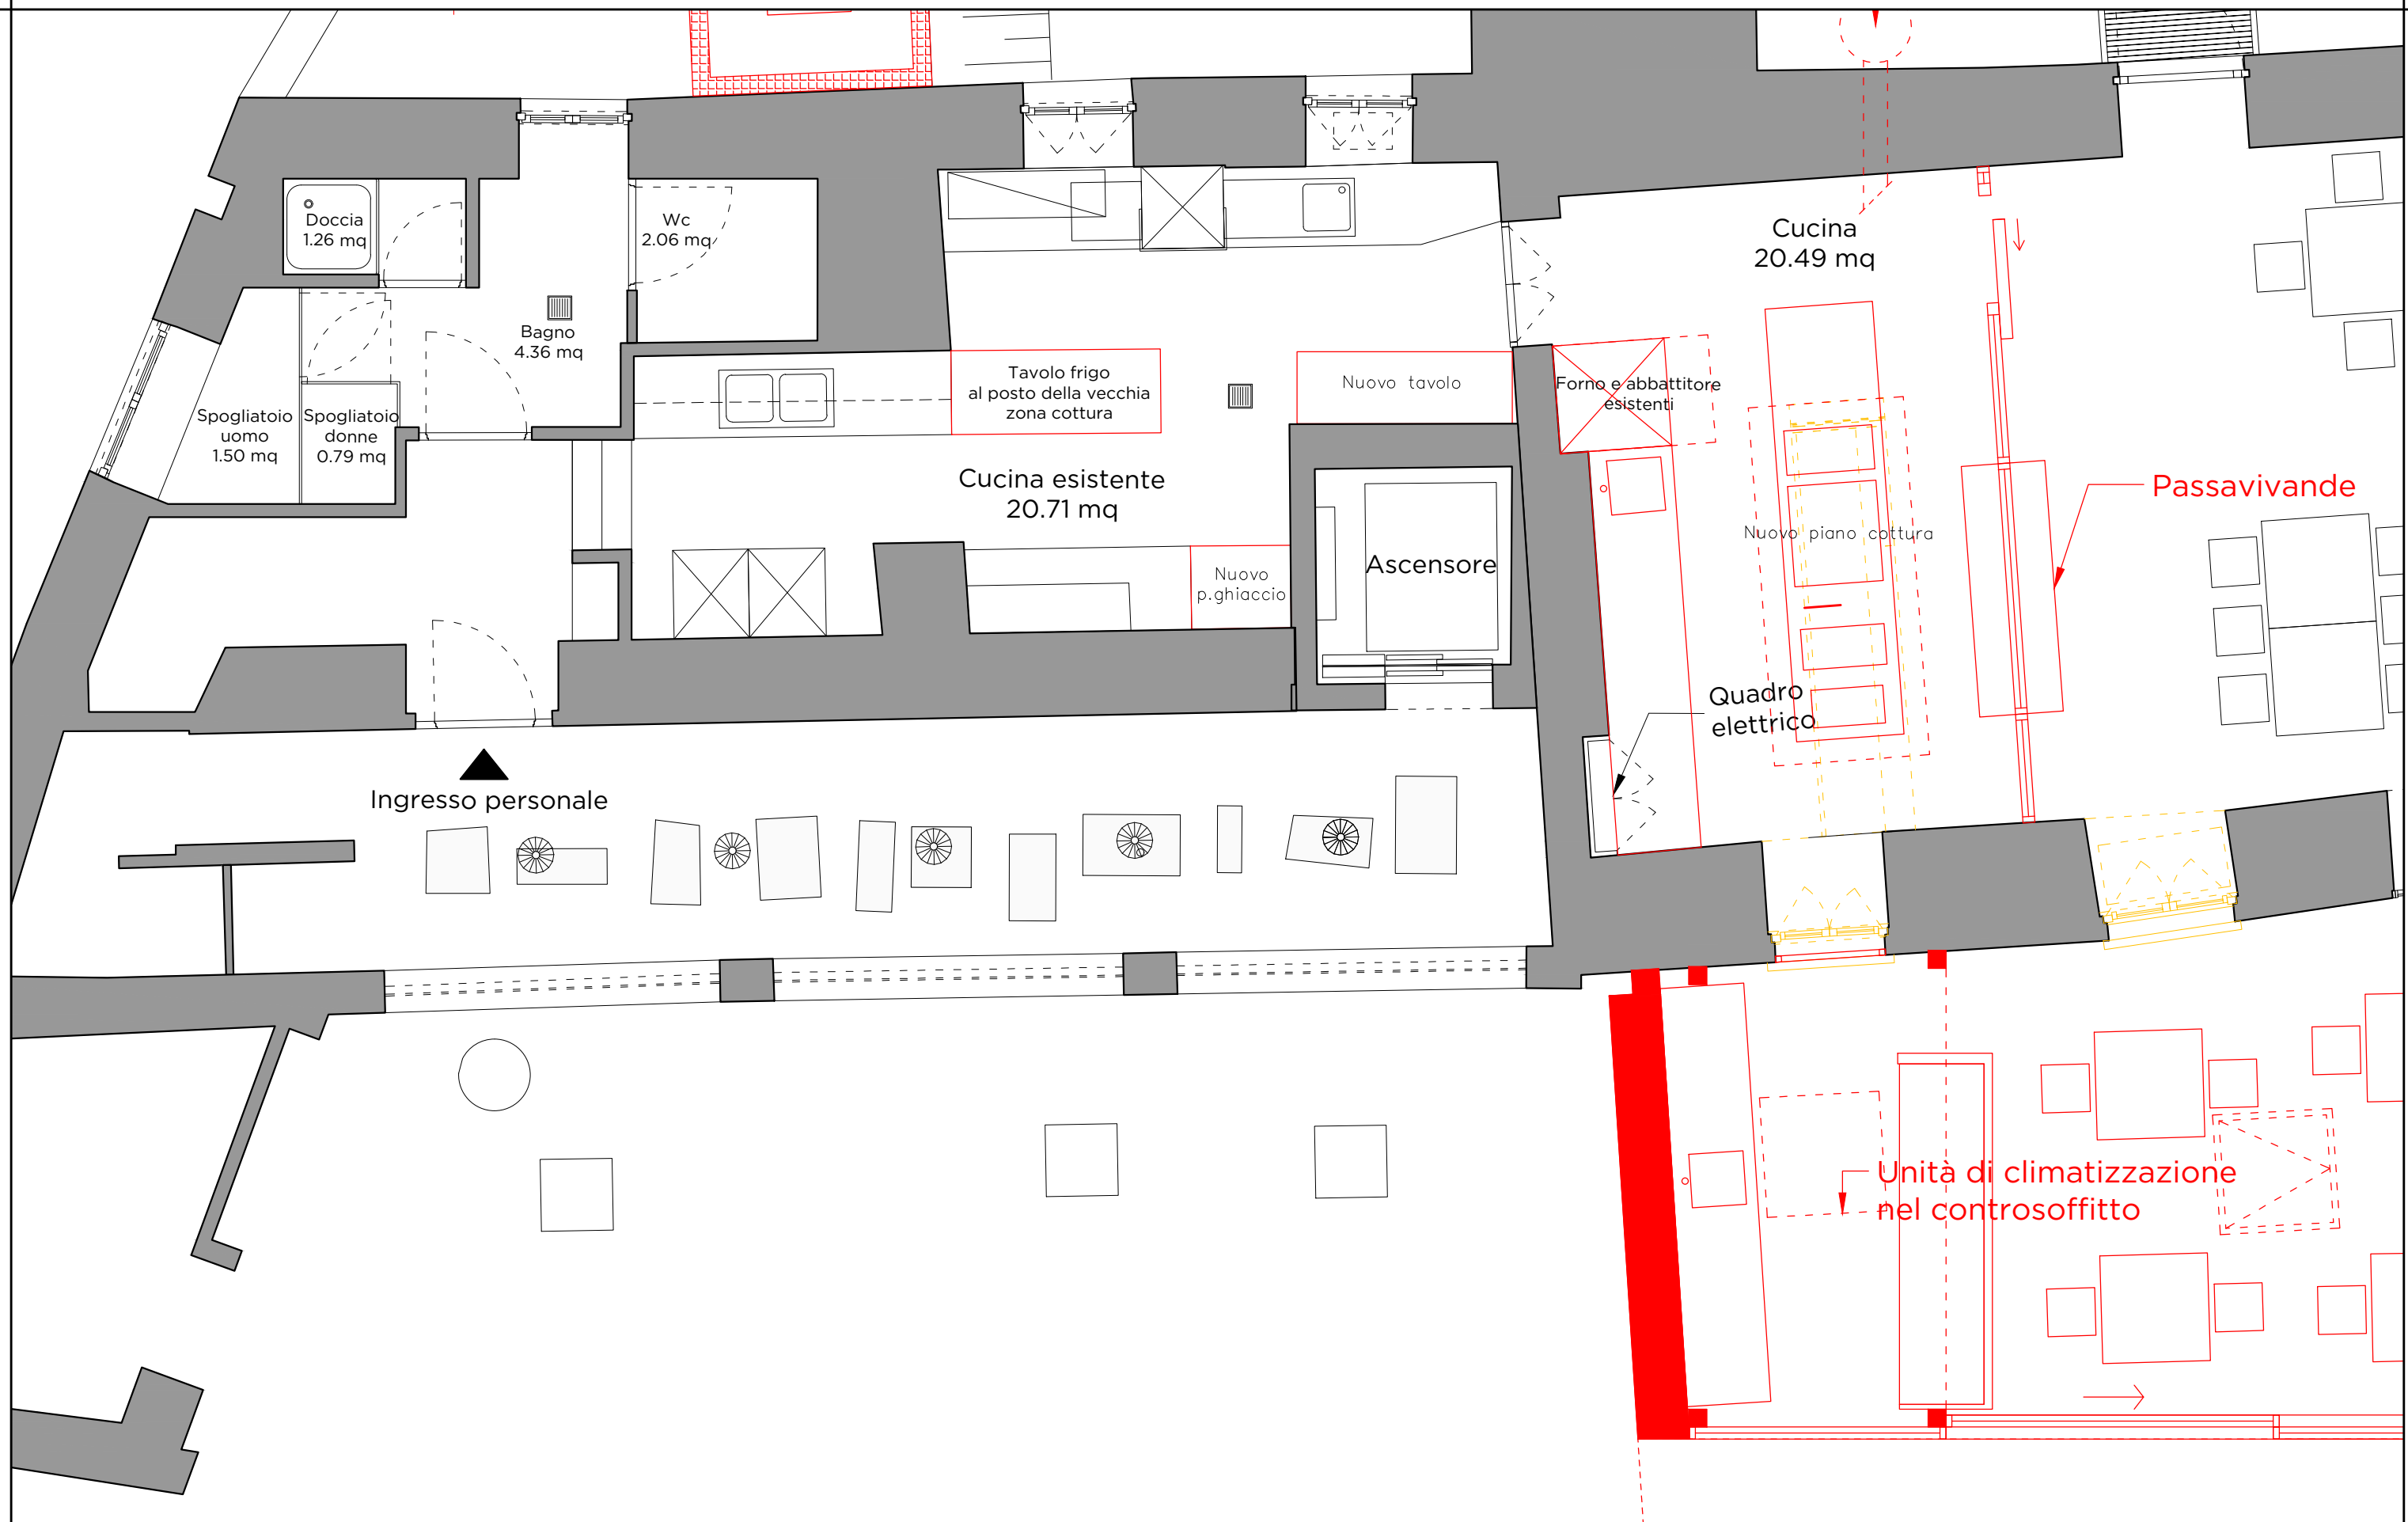 Doccia
1.26 mq
Wc
2.06 mq
Cucina
20.49 mq
Bagno
4.36 mq
Tavolo frigo
al posto della vecchia
zona cottura
Nuovo tavolo
Forno e abbattitore
esistenti
Spogliatoio
uomo
1.50 mq
Spogliatoio
donne
0.79 mq
Cucina esistente
20.71 mq
Passavivande
Nuovo piano cottura
Ascensore
Nuovo
p.ghiaccio
Quadro
elettrico
Ingresso personale
Unità di climatizzazione
nel controsoffitto